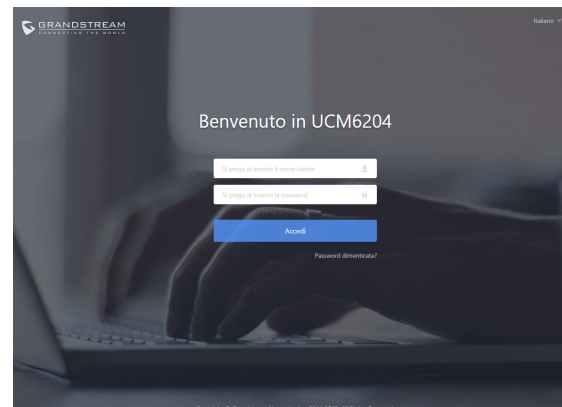 GRANDSTREAM
CONNECTING THE WORLD
Italiano
Benvenuto in UCM6204
Si prega di inserire il nome utente
Si prega di inserire la password
Accedi
Password dimenticata?